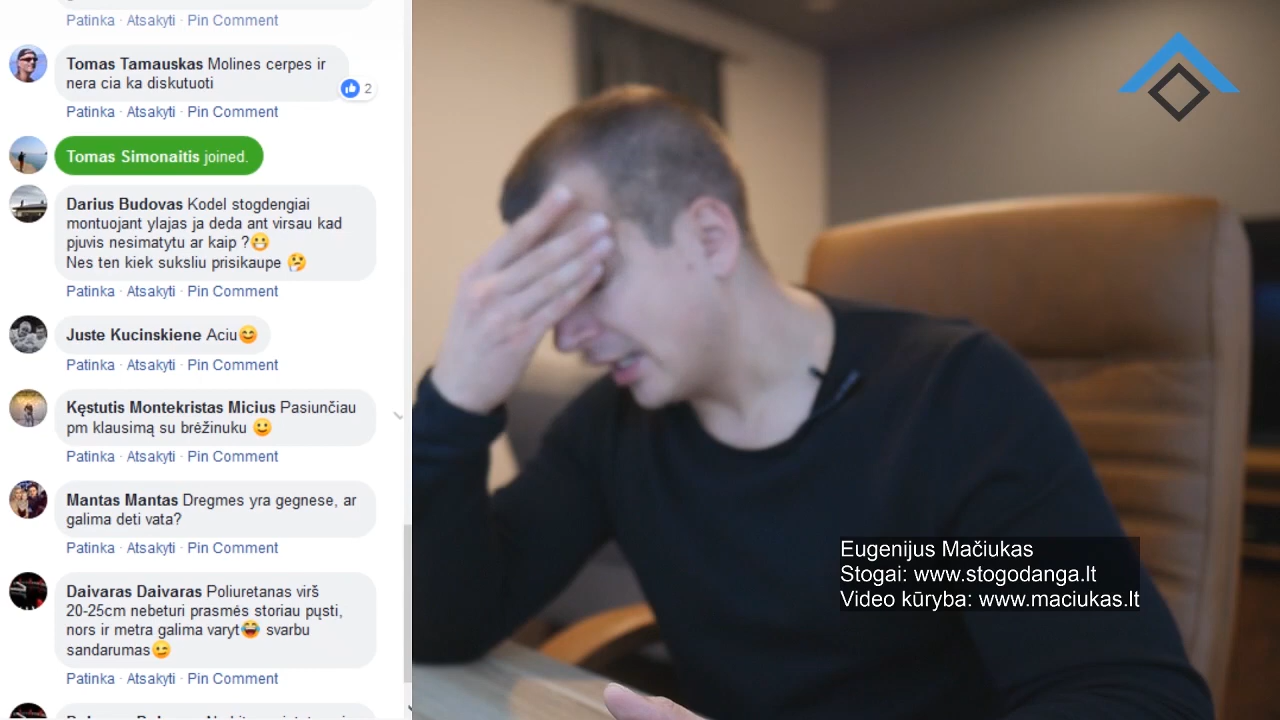 Patinka · Atsakyti · Pin Comment
Tomas Tamauskas Molines cerpes ir
nera cia ka diskutuoti
2
Patinka · Atsakyti · Pin Comment
Tomas Simonaitis joined.
Darius Budovas Kodel stogdengiai
montuojant ylajas ja deda ant virsau kad
pjuvis nesimatytu ar kaip ?😬
Nes ten kiek suksliu prisikaupe 🤔
Patinka · Atsakyti · Pin Comment
Juste Kucinskiene Aciu😊
Patinka · Atsakyti · Pin Comment
Kęstutis Montekristas Micius Pasiunčiau
pm klausimą su brėžinuku 🙂
Patinka · Atsakyti · Pin Comment
Mantas Mantas Dregmes yra gegnese, ar
galima deti vata?
Patinka · Atsakyti · Pin Comment
Daivaras Daivaras Poliuretanas virš
20-25cm nebeturi prasmės storiau pųsti,
nors ir metra galima varyt😂 svarbu
sandarumas😉
Patinka · Atsakyti · Pin Comment
Eugenijus Mačiukas
Stogai: www.stogodanga.lt
Video kūryba: www.maciukas.lt